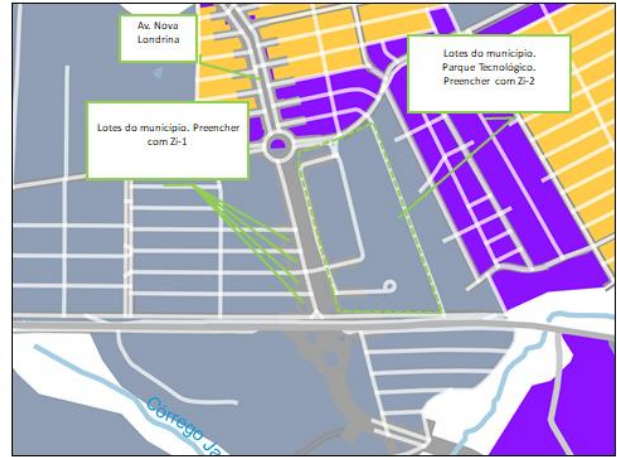 Av. Nova
Londrina
Lotes do município.
Parque Tecnológico.
Preencher com Zi-2
Lotes do município. Preencher
com Zi-1
Córrego Ja